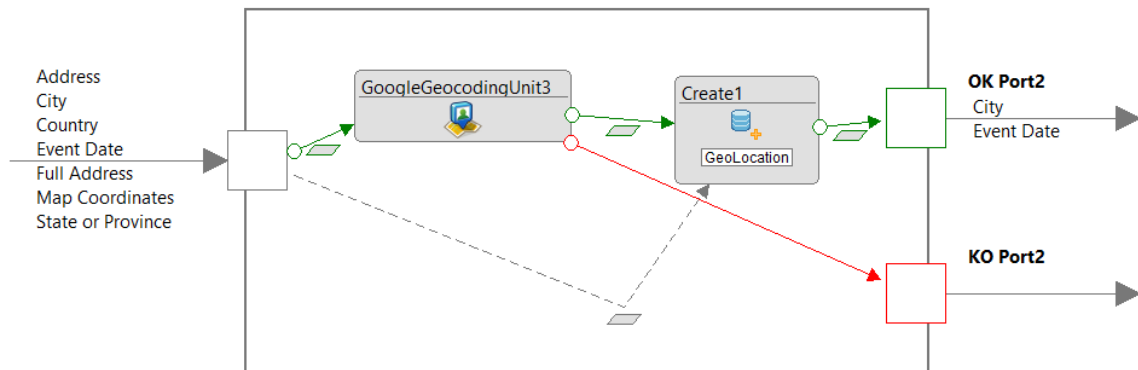 Address
City
Country
Event Date
Full Address
Map Coordinates
State or Province
GoogleGeocodingUnit3
Create1
GeoLocation
OK Port2
City
Event Date
KO Port2